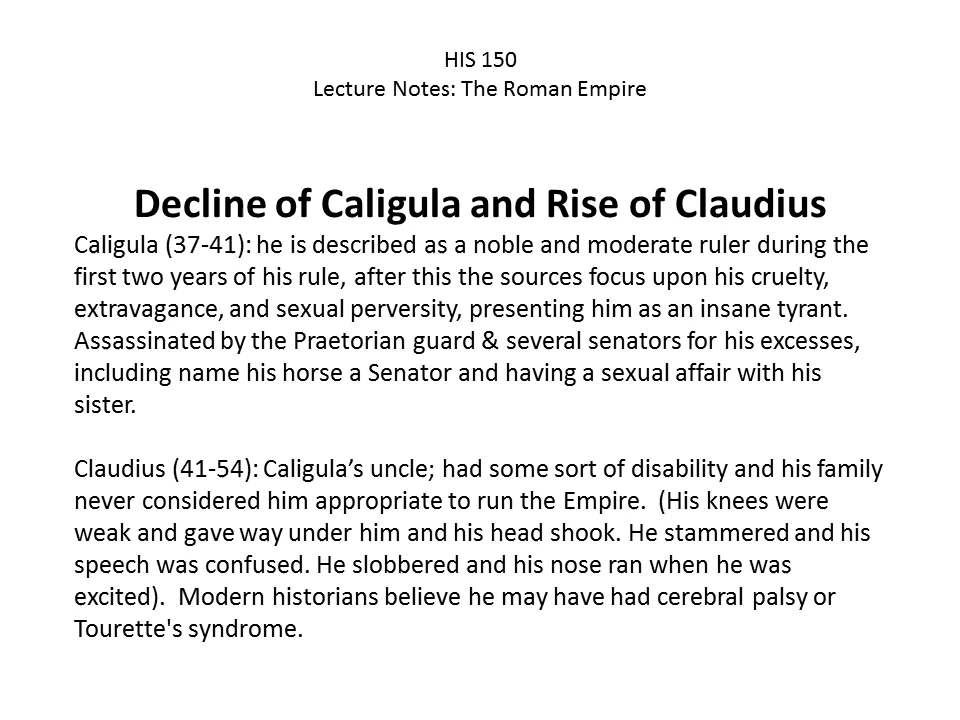 HIS 150
Lecture Notes: The Roman Empire
Decline of Caligula and Rise of Claudius
Caligula (37-41): he is described as a noble and moderate ruler during the
first two years of his rule, after this the sources focus upon his cruelty,
extravagance, and sexual perversity, presenting him as an insane tyrant.
Assassinated by the Praetorian guard & several senators for his excesses,
including name his horse a Senator and having a sexual affair with his
sister.
Claudius (41-54): Caligula’s uncle; had some sort of disability and his family
never considered him appropriate to run the Empire.  (His knees were
weak and gave way under him and his head shook. He stammered and his
speech was confused. He slobbered and his nose ran when he was
excited).  Modern historians believe he may have had cerebral palsy or
Tourette's syndrome.